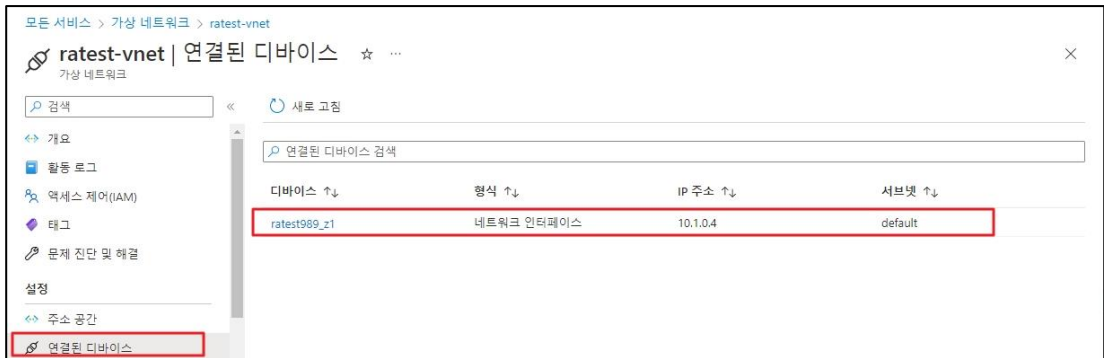 모든 서비스 > 가상 네트워크 > ratest-vnet
ratest-vnet | 연결된 디바이스 ☆ ...
가상 네트워크
검색
새로 고침
개요
연결된 디바이스 검색
활동 로그
디바이스 ↑↓ 형식 ↑↓ IP 주소 ↑↓ 서브넷 ↑↓
액세스 제어(IAM)
태그
ratest989_z1 네트워크 인터페이스 10.1.0.4 default
문제 진단 및 해결
설정
주소 공간
연결된 디바이스